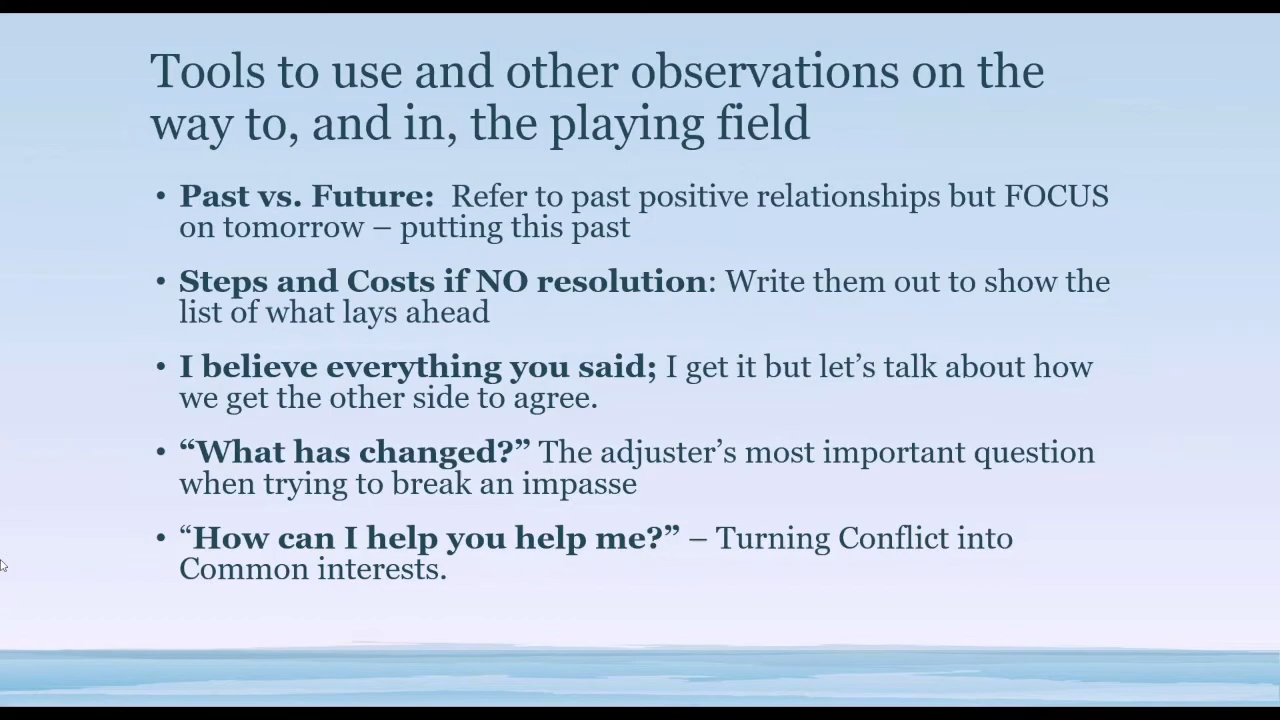 Tools to use and other observations on the
way to, and in, the playing field
• Past vs. Future:  Refer to past positive relationships but FOCUS
on tomorrow – putting this past
• Steps and Costs if NO resolution: Write them out to show the
list of what lays ahead
• I believe everything you said; I get it but let’s talk about how
we get the other side to agree.
• “What has changed?” The adjuster’s most important question
when trying to break an impasse
• “How can I help you help me?” – Turning Conflict into
Common interests.